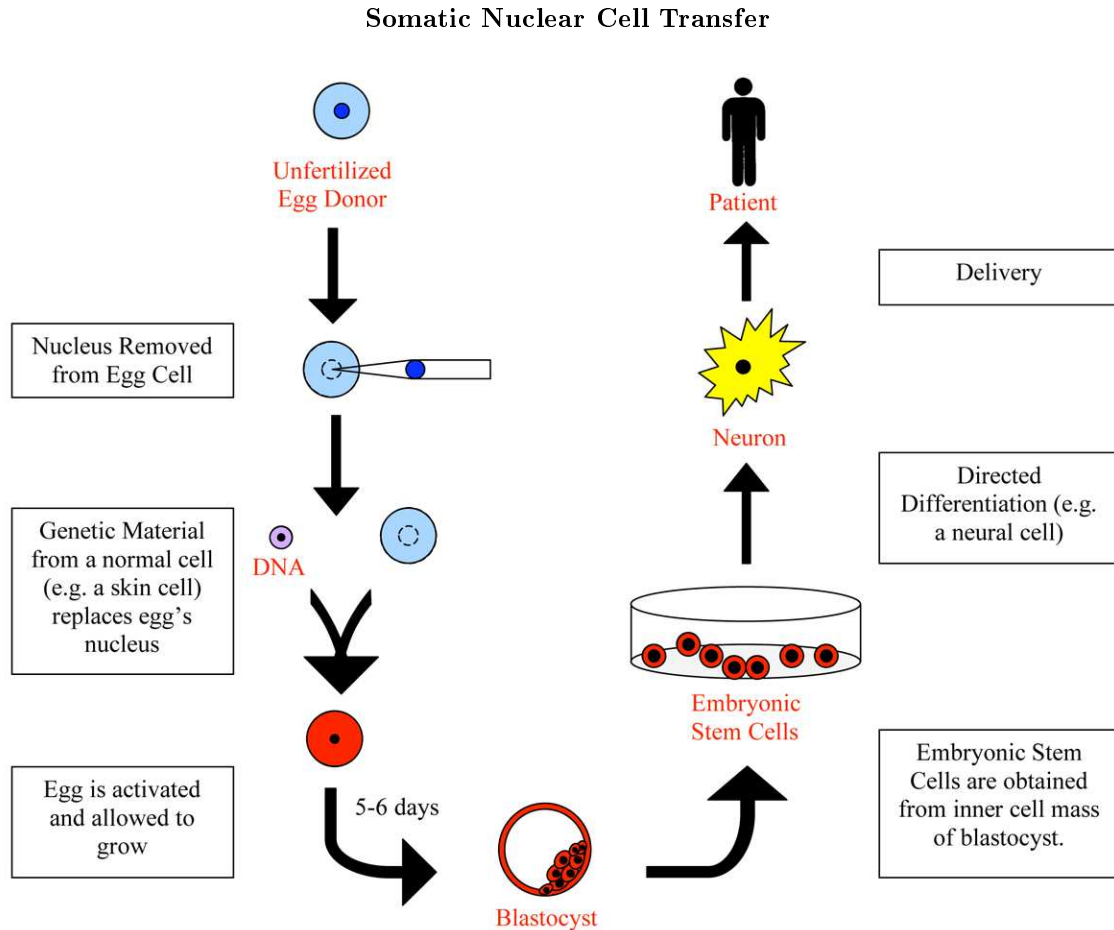 Somatic Nuclear Cell Transfer
Unfertilized
Egg Donor
Nucleus Removed
from Egg Cell
Genetic Material
from a normal cell
(e.g. a skin cell)
replaces egg's
nucleus
DNA
Egg is activated
and allowed to
grow
5-6 days
Blastocyst
Embryonic Stem
Cells are obtained
from inner cell mass
of blastocyst.
Embryonic
Stem Cells
Directed
Differentiation (e.g.
a neural cell)
Neuron
Delivery
Patient